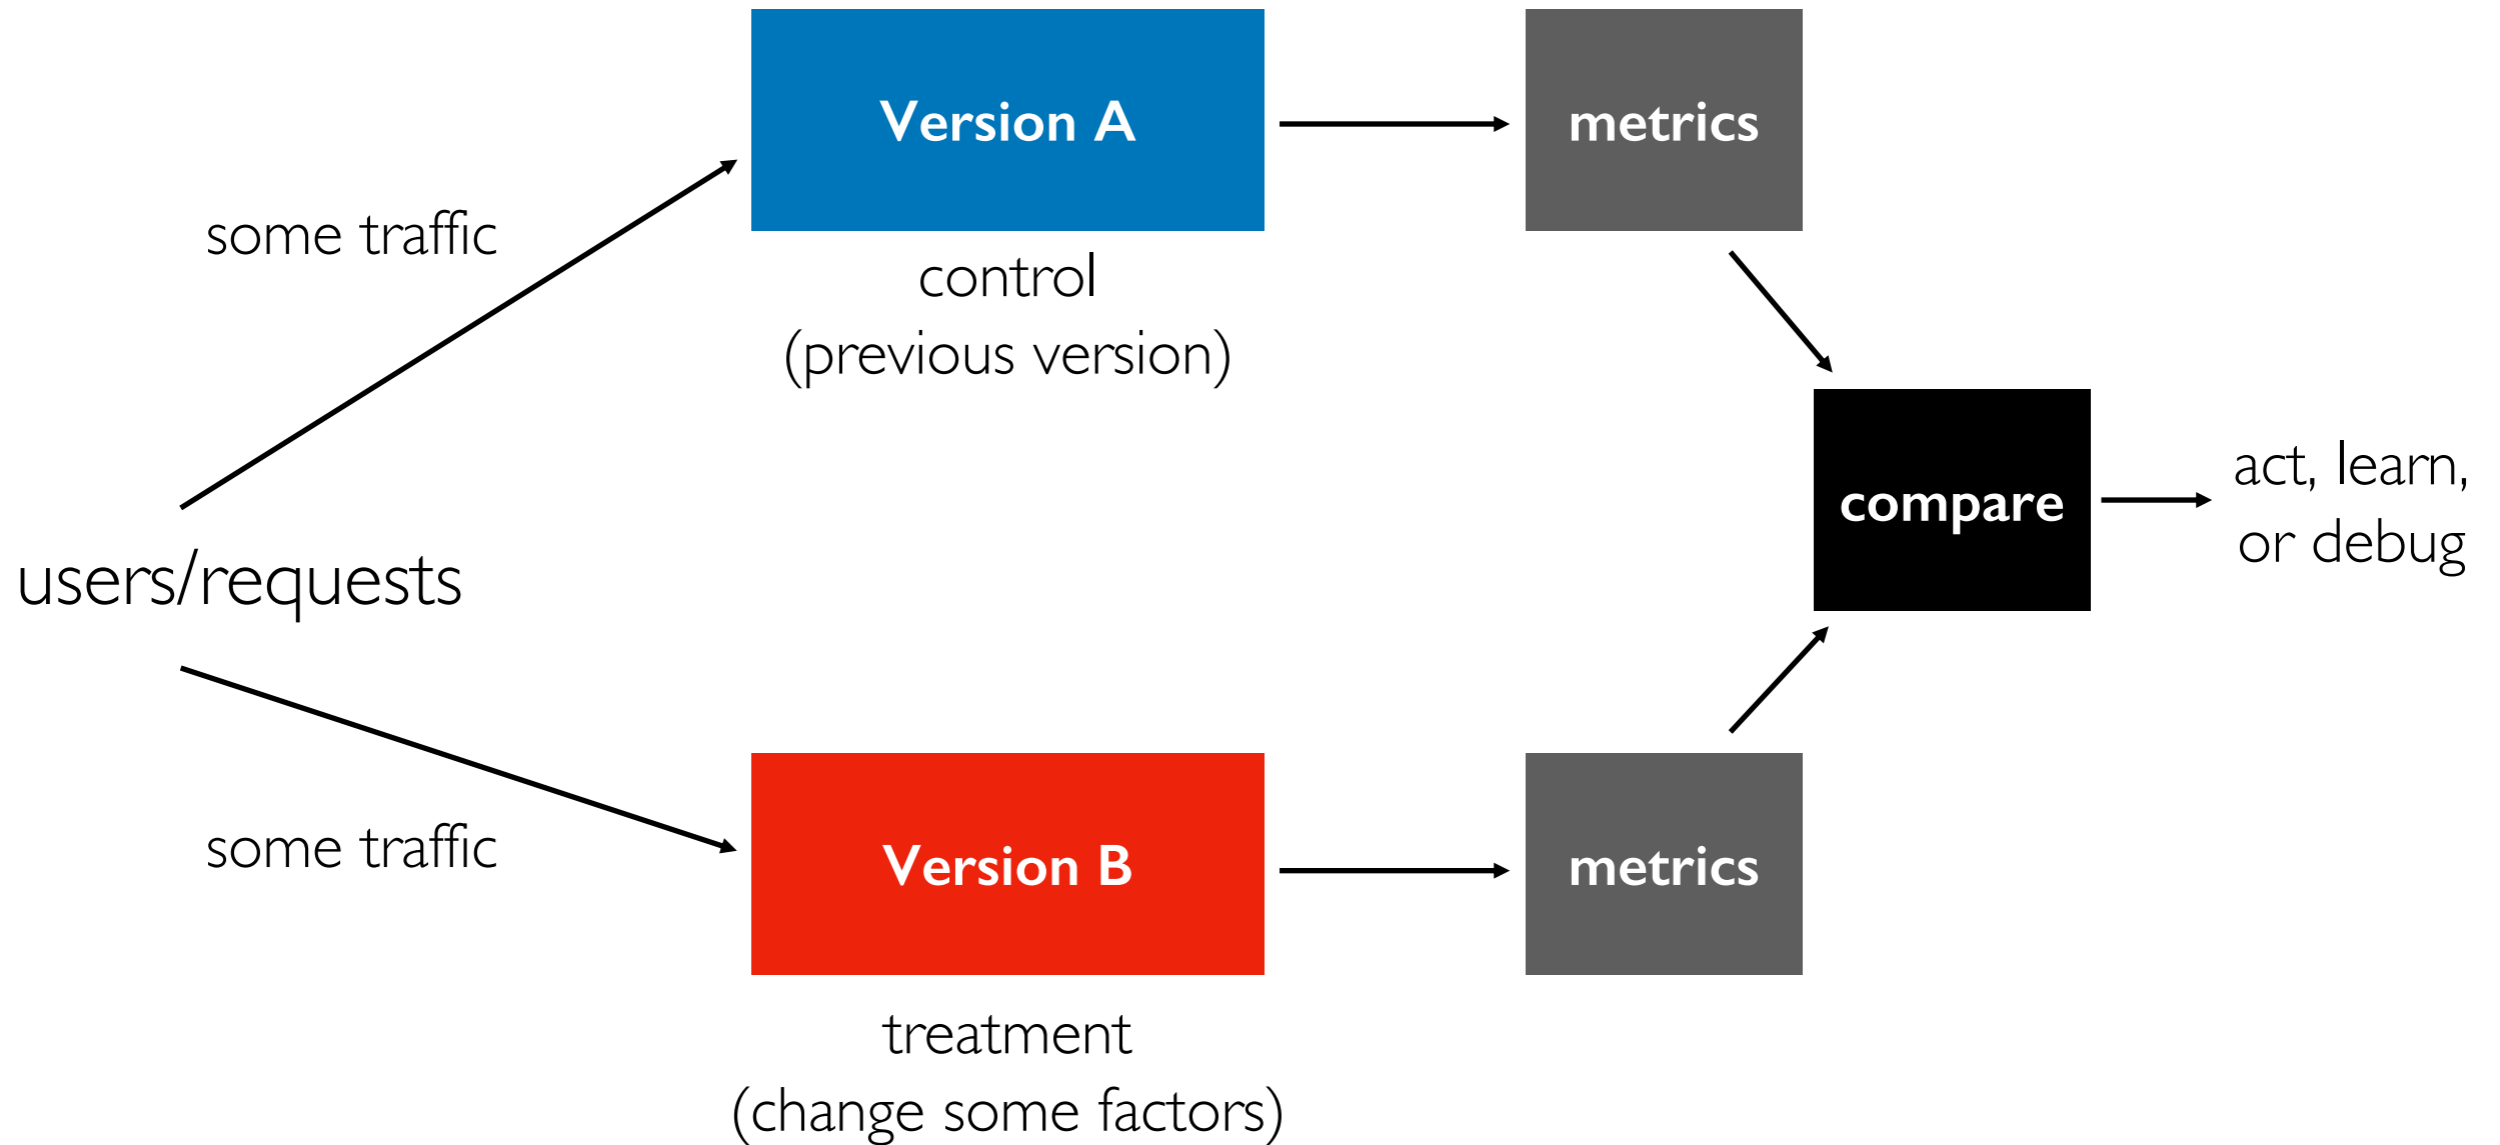 Version A
metrics
some traffic
control
(previous version)
compare
act, learn,
or debug
users/requests
some traffic
Version B
metrics
treatment
(change some factors)